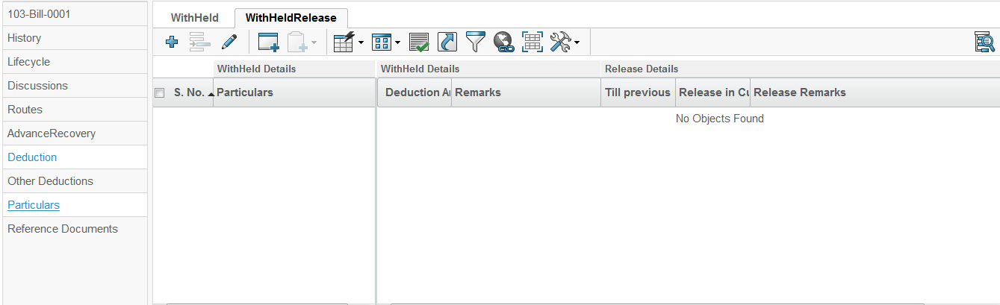 103-Bill-0001
History
Lifecycle
Discussions
Routes
AdvanceRecovery
Deduction
Other Deductions
Particulars
Reference Documents
WithHeld WithHeldRelease
WithHeld Details WithHeld Details Release Details
S. No. Particulars Deduction Remarks Till previous Release in Release Remarks
No Objects Found